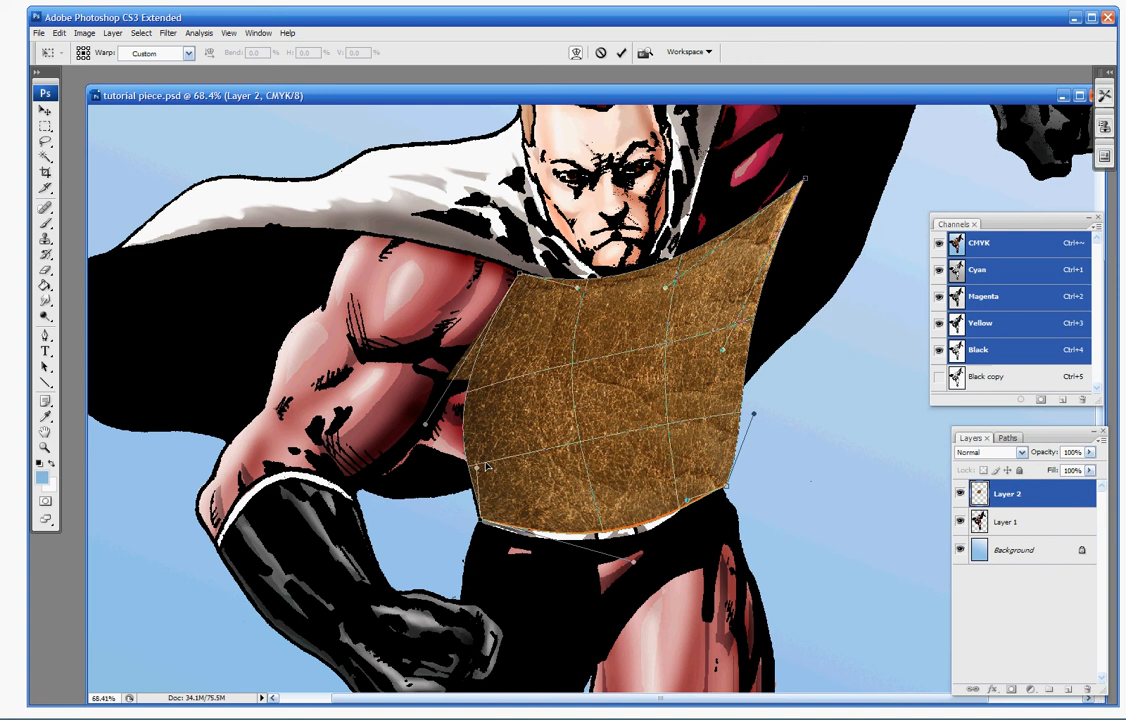 Adobe Photoshop CS3 Extended
File Edit Image Layer Select Filter Analysis View Window Help
Warp: Custom Bend: 0.0 % H: 0.0 % V: 0.0 % Workspace
Ps
tutorial piece.psd @ 68.4% (Layer 2, CMYK/8)
Channels ×
CMYK Ctrl+~
Cyan Ctrl+1
Magenta Ctrl+2
Yellow Ctrl+3
Black Ctrl+4
Black copy Ctrl+5
Layers × Paths
Normal Opacity: 100%
Lock: Fill: 100%
Layer 2
Layer 1
Background
68.41% Doc: 34.1M/75.5M